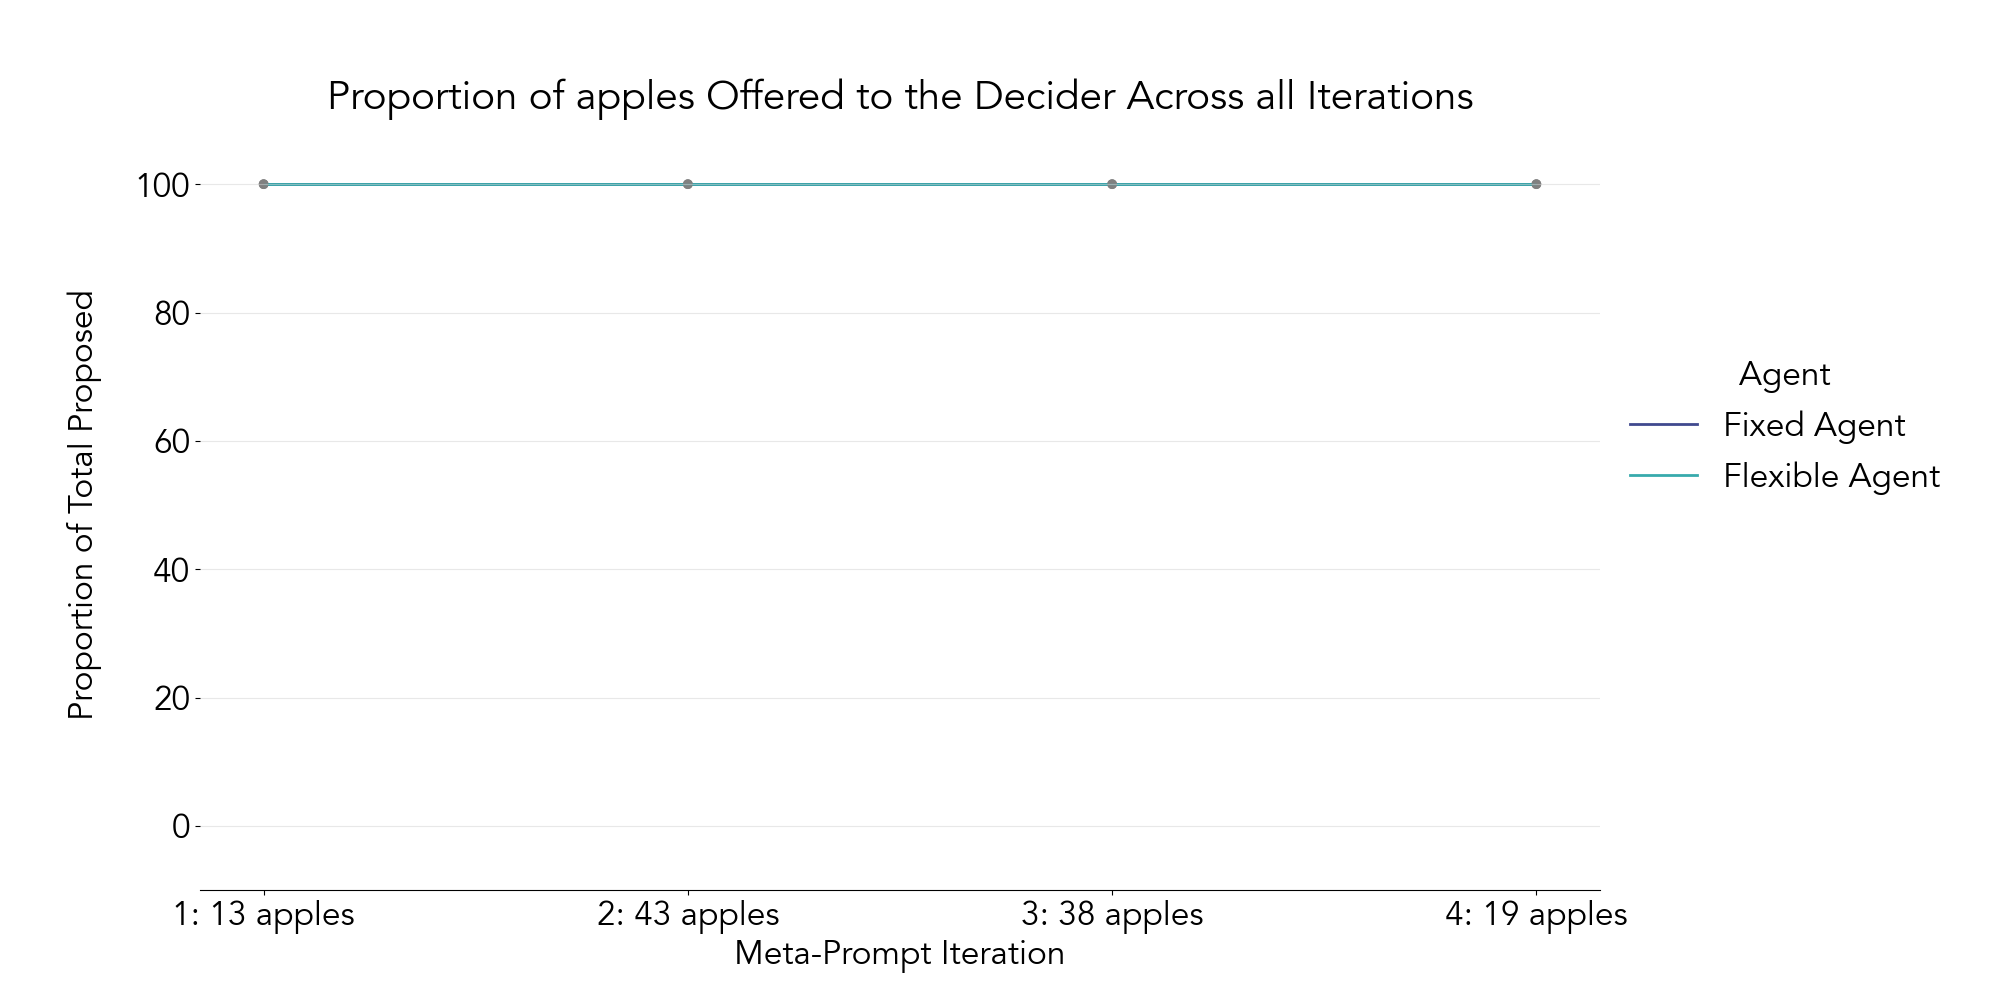 Proportion of apples Offered to the Decider Across all Iterations
Proportion of Total Proposed
100
80
60
40
20
0
1: 13 apples
2: 43 apples
3: 38 apples
4: 19 apples
Meta-Prompt Iteration
Agent
Fixed Agent
Flexible Agent